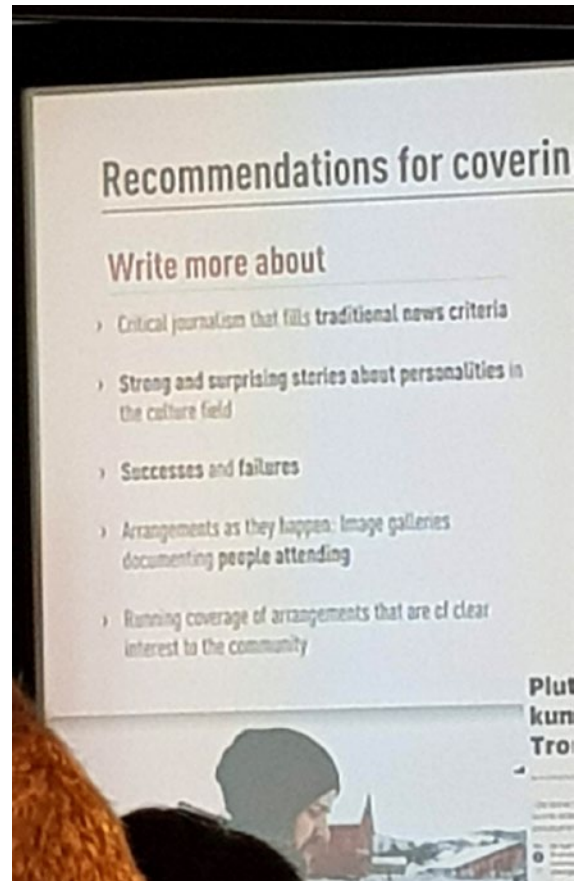 Recommendations for coverin
Write more about
› Critical journalism that fills traditional news criteria
› Strong and surprising stories about personalities in
the culture field
› Successes and failures
› Arrangements as they happen: Image galleries
documenting people attending
› Running coverage of arrangements that are of clear
interest to the community
Plut
kun
Tro